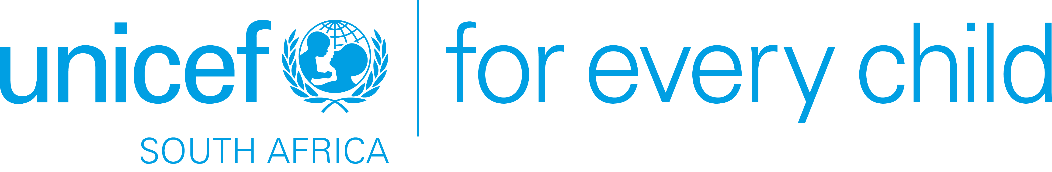 unicef | for every child
SOUTH AFRICA